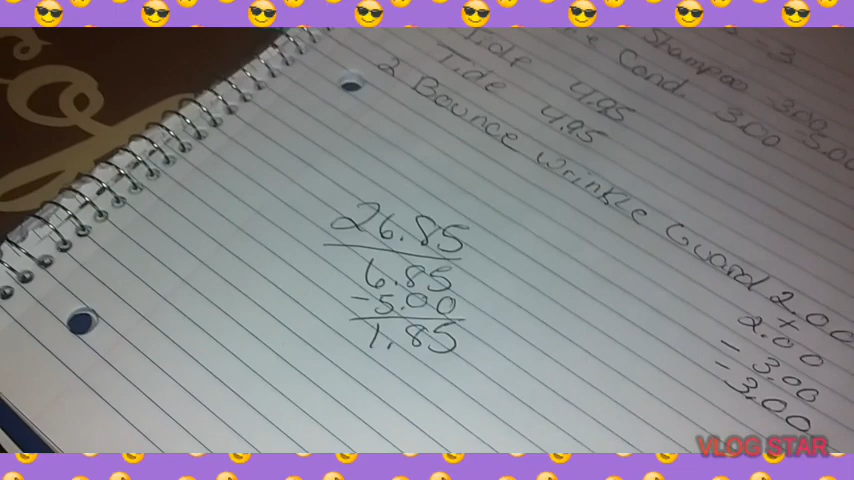 -3
Shampoo 3.00
-5.00
Cond. 3.00
Tide 4.95
Tide 4.95
2 Bounce Wrinkle Guard 2.00
+
2.00
- 3.00
- 3.00
26.85
6.85
-5.00
1.85
VLOG STAR